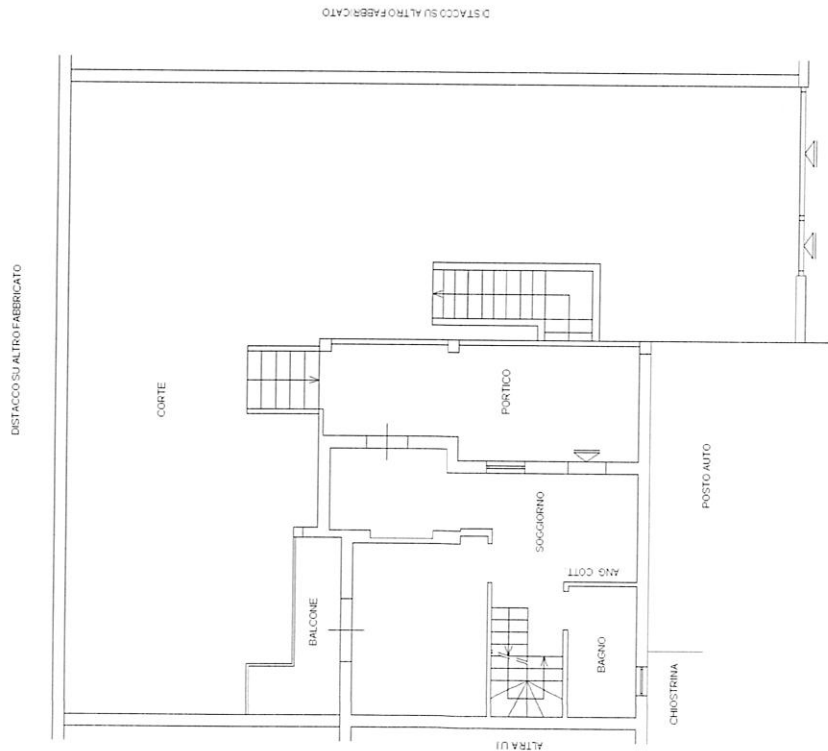 DISTACCO SU ALTRO FABBRICATO
DISTACCO SU ALTRO FABBRICATO
CORTE
PORTICO
POSTO AUTO
SOGGIORNO
ANG. COTT.
BALCONE
BAGNO
CHIOSTRINA
ALTRA UI